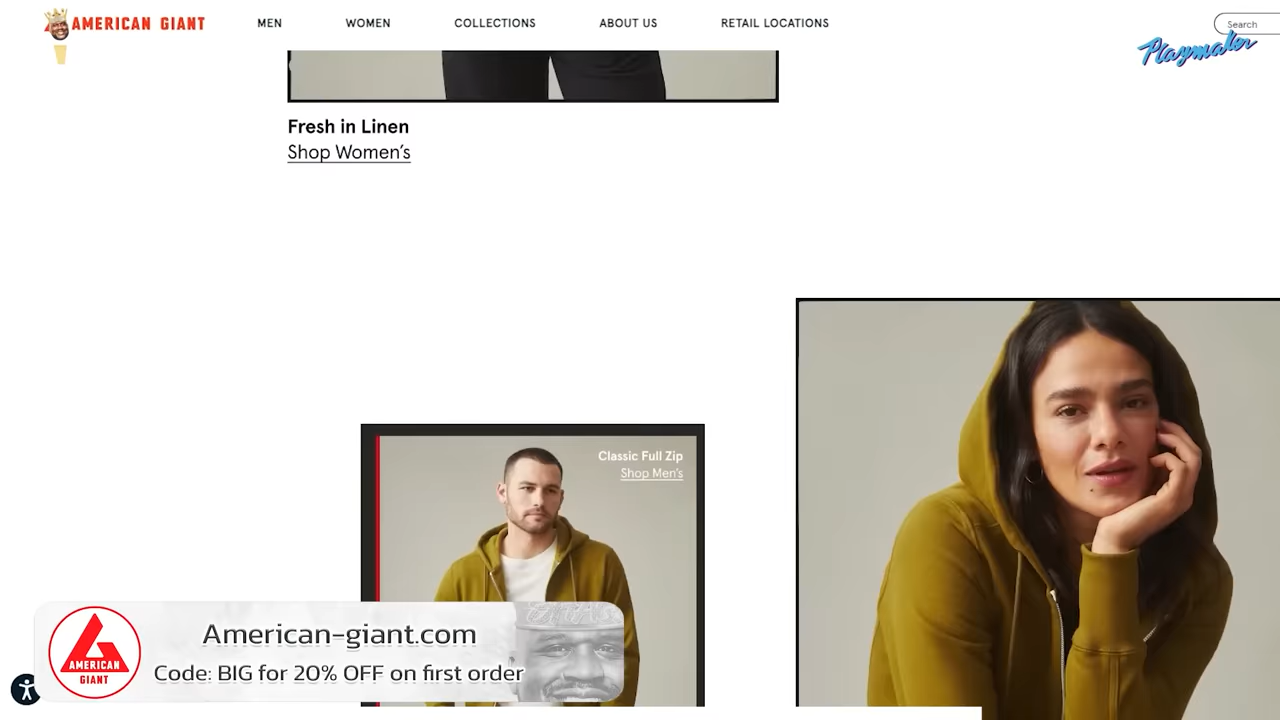 AMERICAN GIANT
MEN
WOMEN
COLLECTIONS
ABOUT US
RETAIL LOCATIONS
Search
Playmaker
Fresh in Linen
Shop Women's
Classic Full Zip
Shop Men's
AMERICAN
GIANT
American-giant.com
Code: BIG for 20% OFF on first order